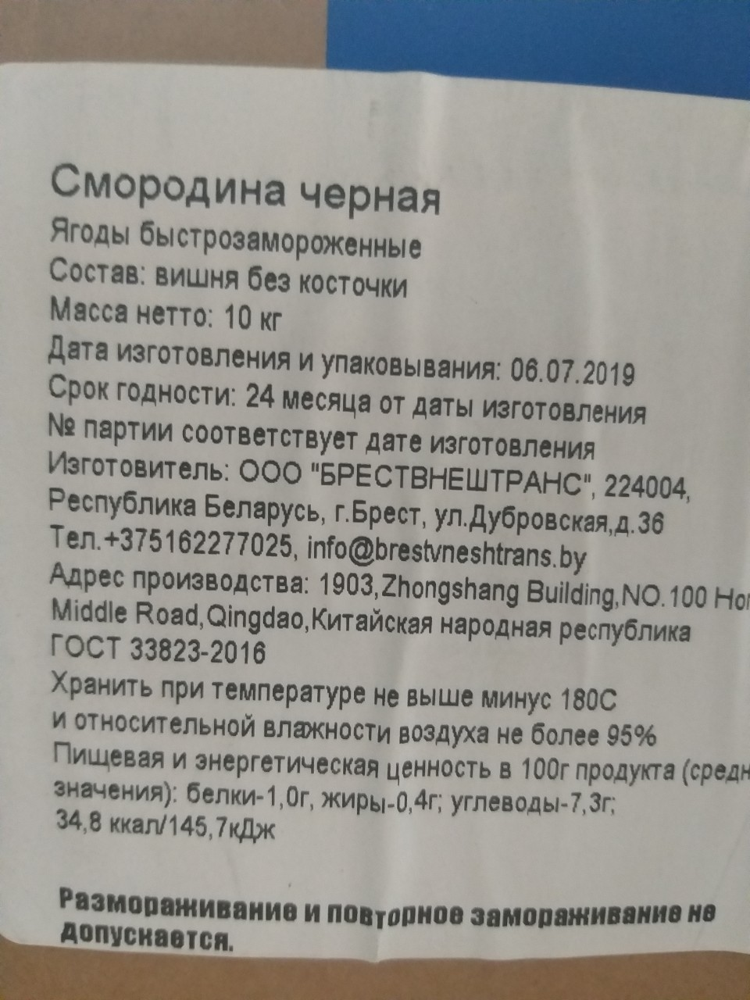 Смородина черная
Ягоды быстрозамороженные
Состав: вишня без косточки
Масса нетто: 10 кг
Дата изготовления и упаковывания: 06.07.2019
Срок годности: 24 месяца от даты изготовления
№ партии соответствует дате изготовления
Изготовитель: ООО "БРЕСТВНЕШТРАНС", 224004,
Республика Беларусь, г.Брест, ул.Дубровская,д.36
Тел.+375162277025, info@brestvneshtrans.by
Адрес производства: 1903,Zhongshang Building,NO.100
Middle Road,Qingdao,Китайская народная республика
ГОСТ 33823-2016
Хранить при температуре не выше минус 180С
и относительной влажности воздуха не более 95%
Пищевая и энергетическая ценность в 100г продукта
значения): белки-1,0г, жиры-0,4г; углеводы-7,3г;
34,8 ккал/145,7кДж
Размораживание и повторное замораживание не
допускается.